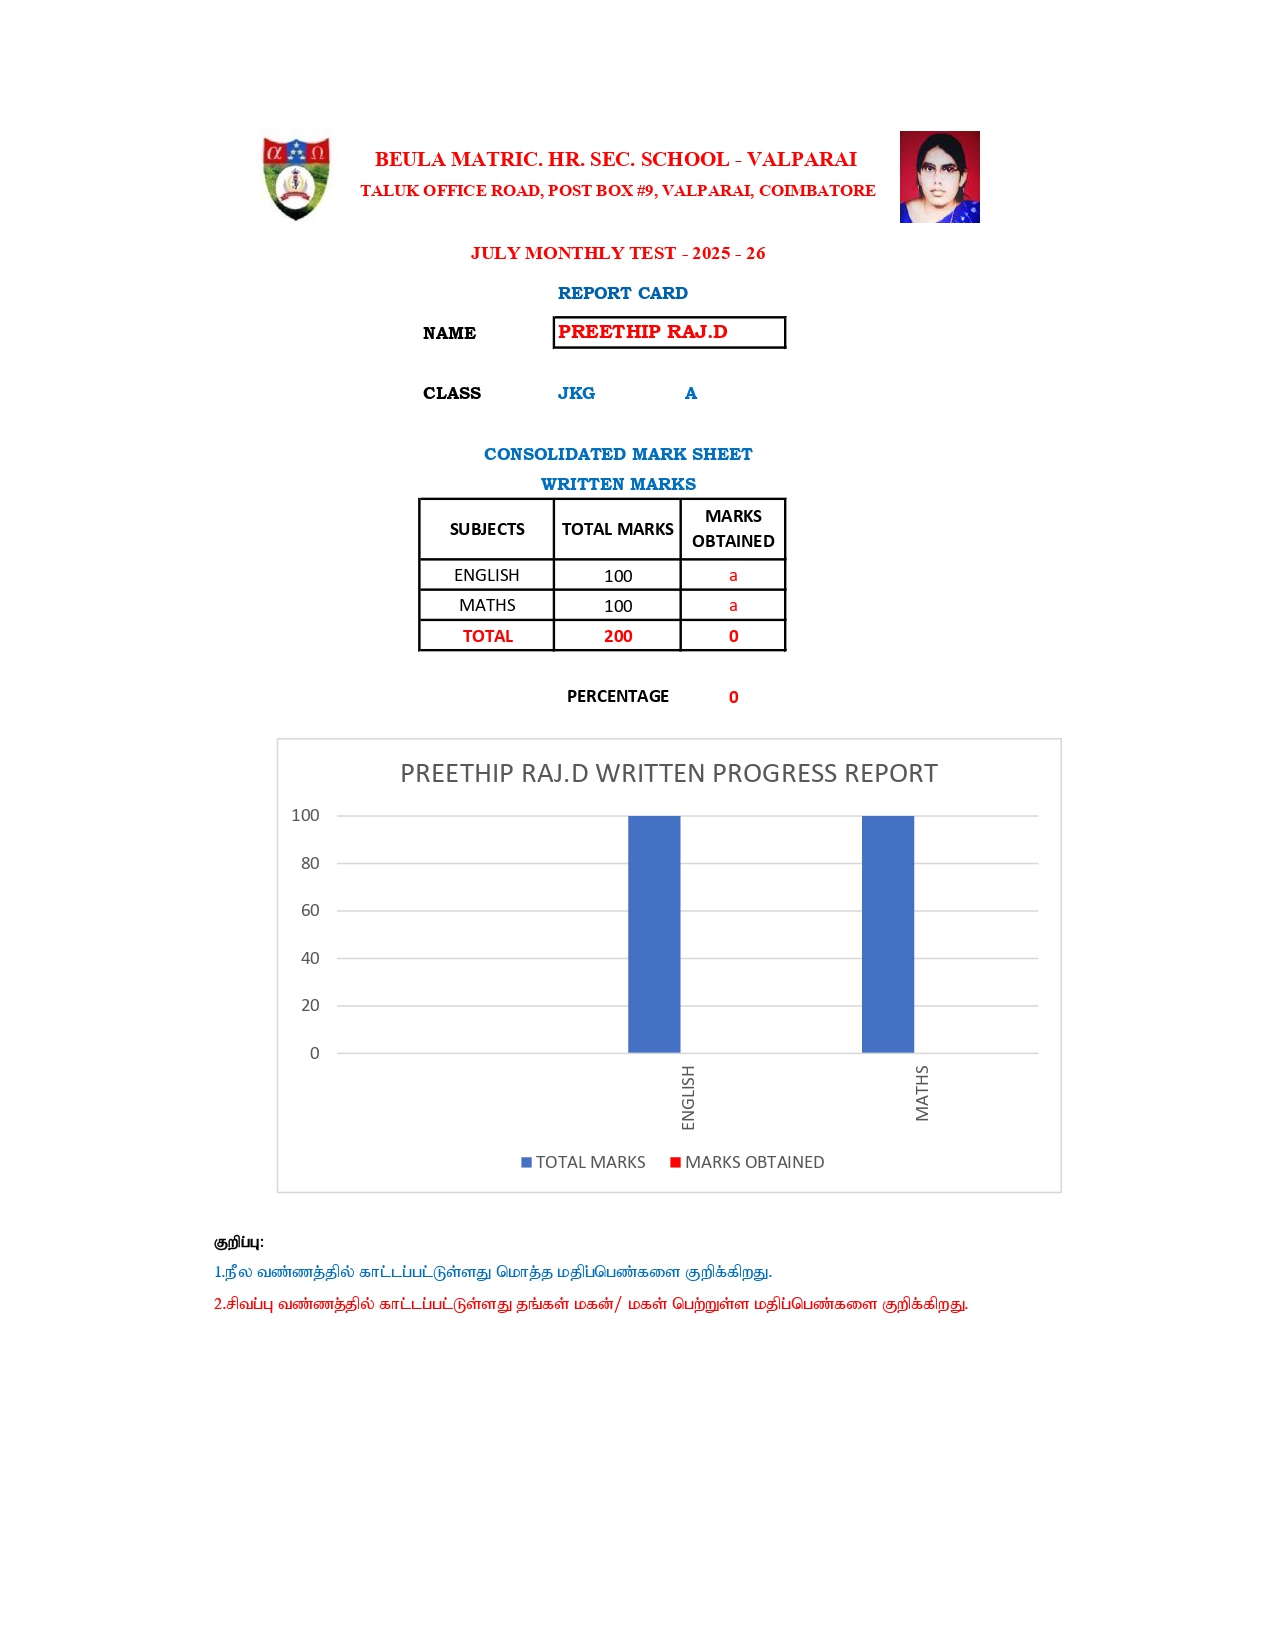 α Ω
BEULA MATRIC. HR. SEC. SCHOOL - VALPARAI
TALUK OFFICE ROAD, POST BOX #9, VALPARAI, COIMBATORE
JULY MONTHLY TEST - 2025 - 26
REPORT CARD
NAME PREETHIP RAJ.D
CLASS JKG A
CONSOLIDATED MARK SHEET
WRITTEN MARKS
SUBJECTS TOTAL MARKS MARKS OBTAINED
ENGLISH 100 a
MATHS 100 a
TOTAL 200 0
PERCENTAGE 0
PREETHIP RAJ.D WRITTEN PROGRESS REPORT
100
80
60
40
20
0
ENGLISH MATHS
TOTAL MARKS MARKS OBTAINED
குறிப்பு:
1.நீல வண்ணத்தில் காட்டப்பட்டுள்ளது மொத்த மதிப்பெண்களை குறிக்கிறது.
2.சிவப்பு வண்ணத்தில் காட்டப்பட்டுள்ளது தங்கள் மகன்/ மகள் பெற்றுள்ள மதிப்பெண்களை குறிக்கிறது.